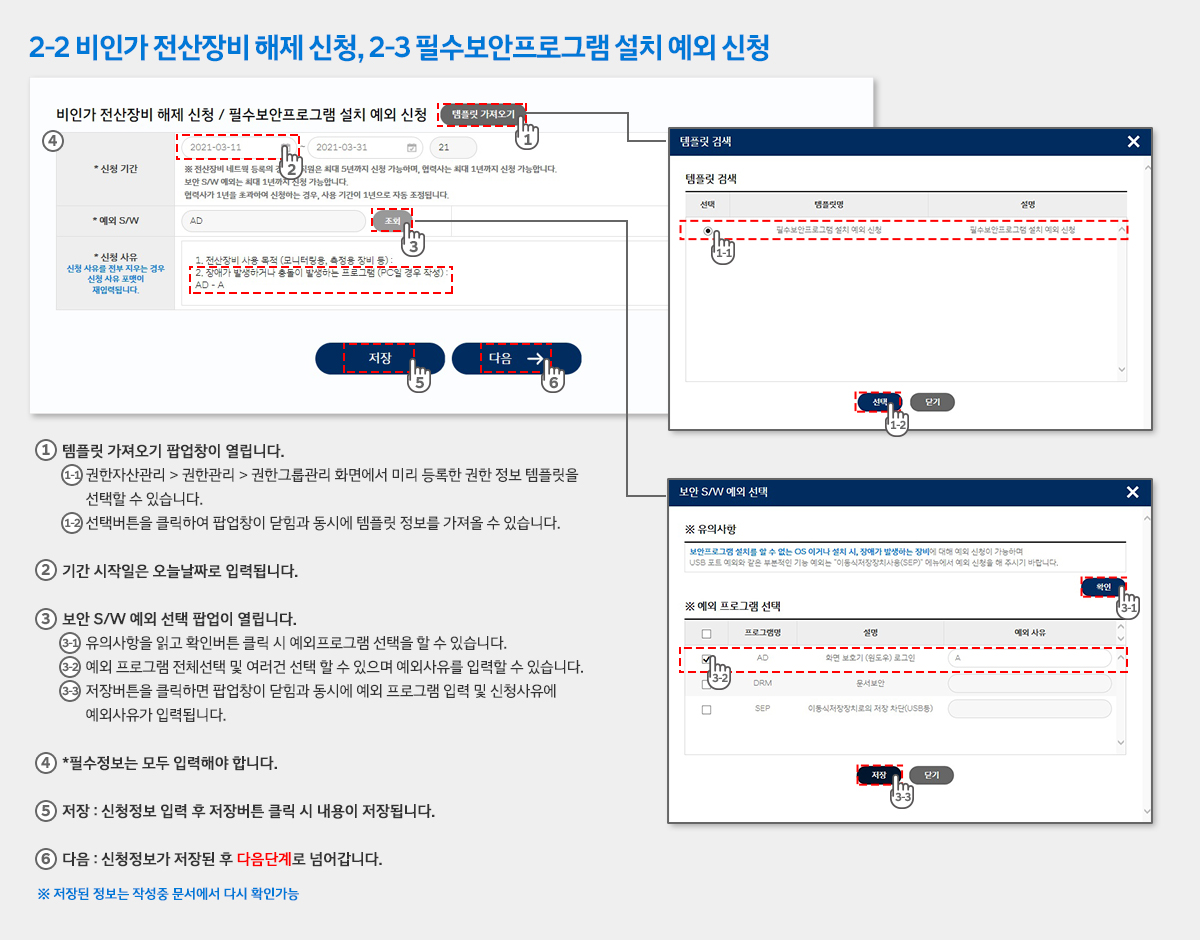 2-2 비인가 전산장비 해제 신청, 2-3 필수보안프로그램 설치 예외 신청
비인가 전산장비 해제 신청 / 필수보안프로그램 설치 예외 신청
템플릿 가져오기
1
4
* 신청 기간
2021-03-11
~
2021-03-31
21
2
※ 전산장비 네트웍 등록의 경 직원은 최대 5년까지 신청 가능하며, 협력사는 최대 1년까지 신청 가능합니다.
보안 S/W 예외는 최대 1년까지 신청 가능합니다.
협력사가 1년을 초과하여 신청하는 경우, 사용 기간이 1년으로 자동 조정됩니다.
* 예외 S/W
AD
조회
3
* 신청 사유
신청 사유를 전부 지우는 경우
신청 사유 포맷이
재입력됩니다.
1. 전산장비 사용 목적 (모니터링용, 측정용 장비 등) :
2. 장애가 발생하거나 충돌이 발생하는 프로그램 (PC일 경우 작성) :
AD - A
저장
5
다음 →
6
템플릿 검색
템플릿 검색
선택
템플릿명
설명
필수보안프로그램 설치 예외 신청
필수보안프로그램 설치 예외 신청
1-1
선택
닫기
1-2
1 템플릿 가져오기 팝업창이 열립니다.
1-1 권한자산관리 > 권한관리 > 권한그룹관리 화면에서 미리 등록한 권한 정보 템플릿을
선택할 수 있습니다.
1-2 선택버튼을 클릭하여 팝업창이 닫힘과 동시에 템플릿 정보를 가져올 수 있습니다.
2 기간 시작일은 오늘날짜로 입력됩니다.
3 보안 S/W 예외 선택 팝업이 열립니다.
3-1 유의사항을 읽고 확인버튼 클릭 시 예외프로그램 선택을 할 수 있습니다.
3-2 예외 프로그램 전체선택 및 여러건 선택 할 수 있으며 예외사유를 입력할 수 있습니다.
3-3 저장버튼을 클릭하면 팝업창이 닫힘과 동시에 예외 프로그램 입력 및 신청사유에
예외사유가 입력됩니다.
4 *필수정보는 모두 입력해야 합니다.
5 저장 : 신청정보 입력 후 저장버튼 클릭 시 내용이 저장됩니다.
6 다음 : 신청정보가 저장된 후 다음단계로 넘어갑니다.
※ 저장된 정보는 작성중 문서에서 다시 확인가능
보안 S/W 예외 선택
※ 유의사항
보안프로그램 설치를 할 수 없는 OS 이거나 설치 시, 장애가 발생하는 장비에 대해 예외 신청이 가능하며
USB 포트 예외와 같은 부분적인 기능 예외는 "이동식저장장치사용(SEP)" 메뉴에서 예외 신청을 해 주시기 바랍니다.
확인
3-1
※ 예외 프로그램 선택
프로그램명
설명
예외 사유
AD
화면 보호기 (윈도우) 로그인
A
3-2
DRM
문서보안
SEP
이동식저장장치로의 저장 차단(USB등)
저장
닫기
3-3